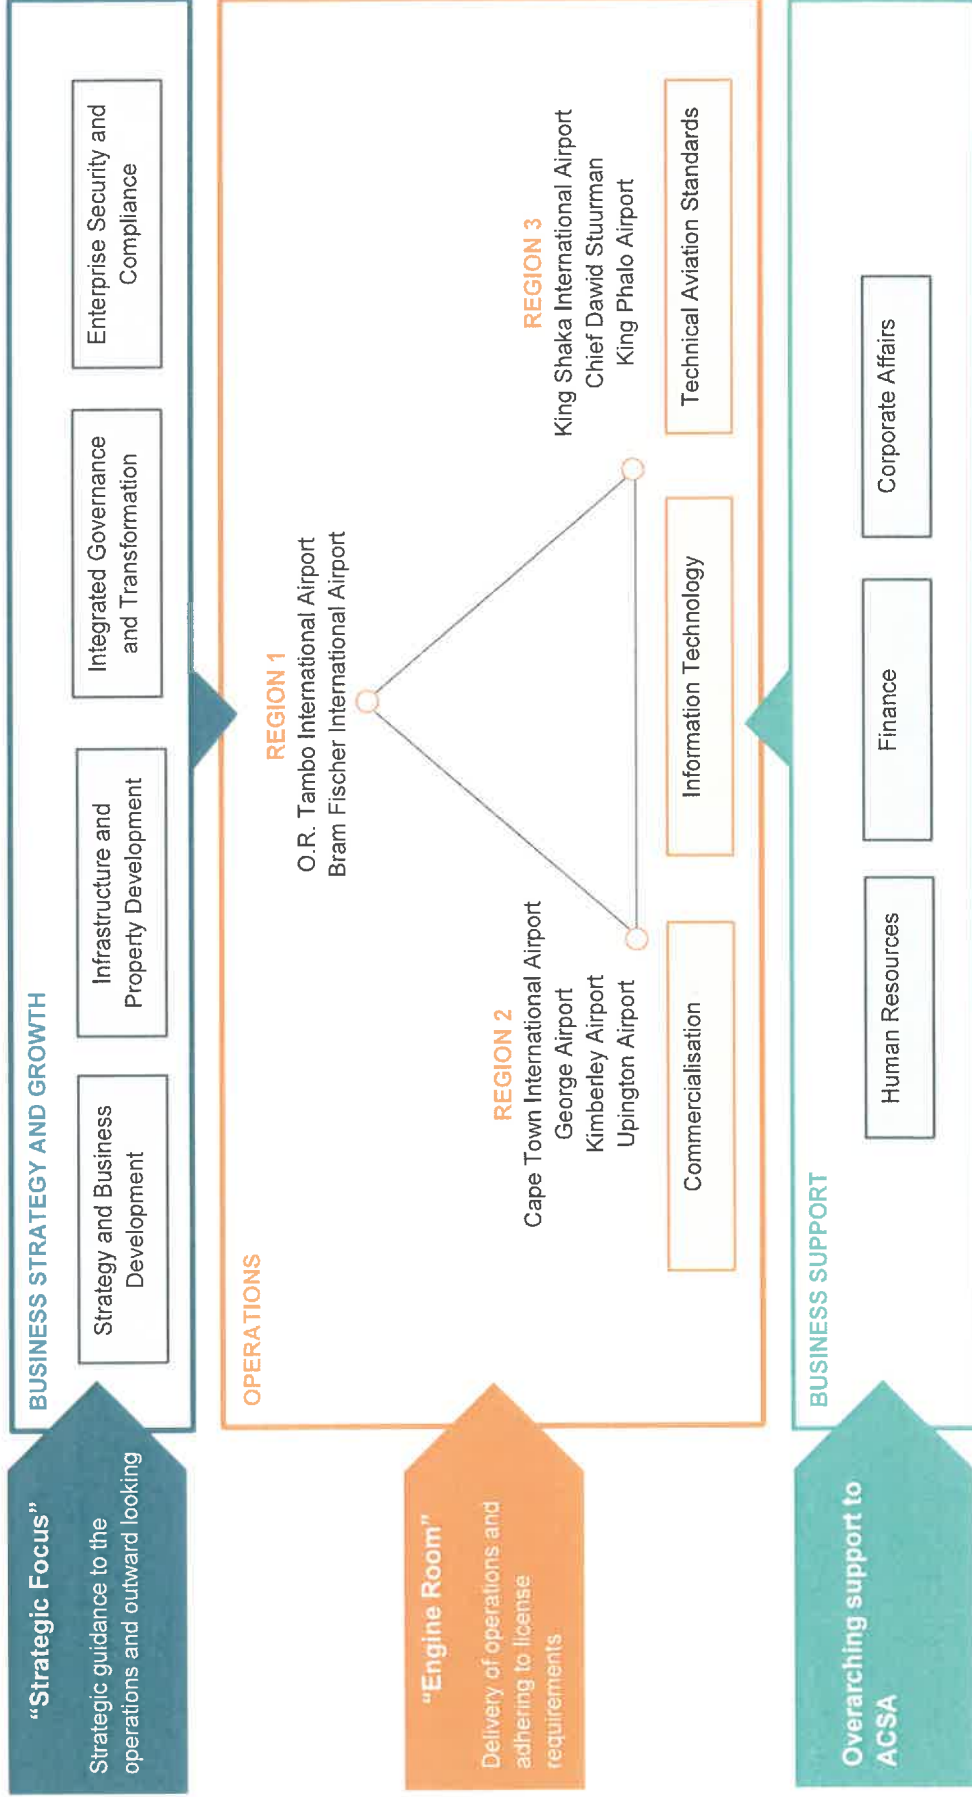 “Strategic Focus”
Strategic guidance to the
operations and outward looking
BUSINESS STRATEGY AND GROWTH
Strategy and Business
Development
Infrastructure and
Property Development
Integrated Governance
and Transformation
Enterprise Security and
Compliance
“Engine Room”
Delivery of operations and
adhering to license
requirements
OPERATIONS
REGION 1
O.R. Tambo International Airport
Bram Fischer International Airport
REGION 2
Cape Town International Airport
George Airport
Kimberley Airport
Upington Airport
REGION 3
King Shaka International Airport
Chief Dawid Stuurman
King Phalo Airport
Commercialisation
Information Technology
Technical Aviation Standards
Overarching support to
ACSA
BUSINESS SUPPORT
Human Resources
Finance
Corporate Affairs